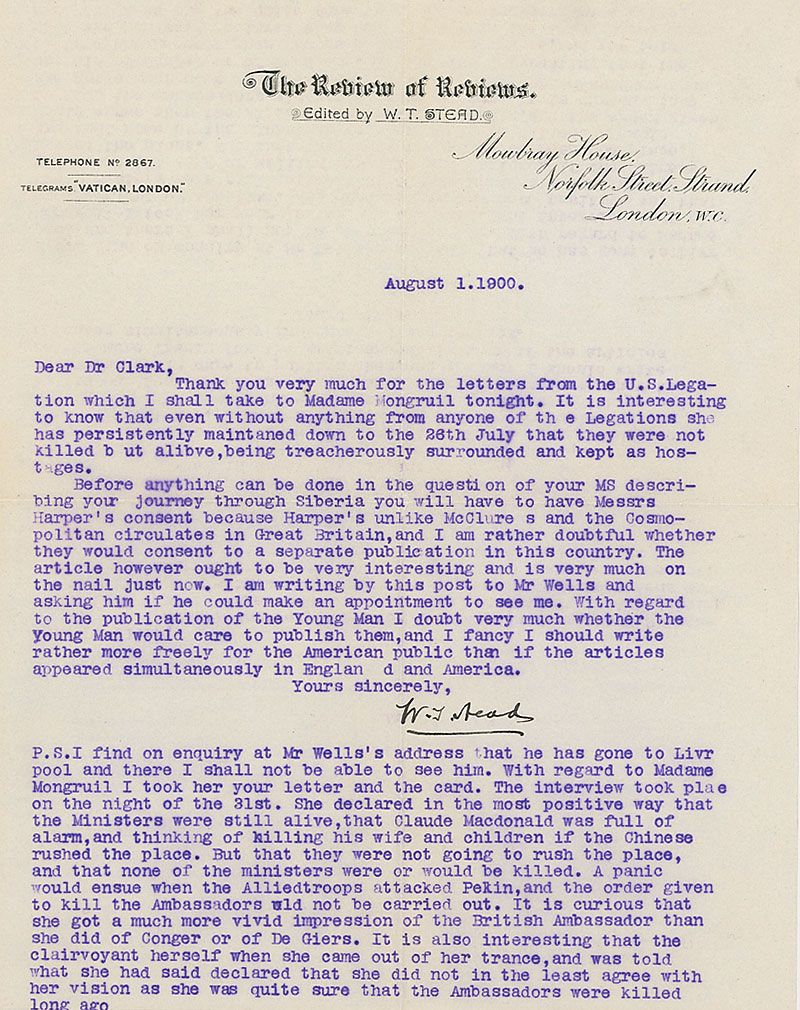 The Review of Reviews.
Edited by W. T. STEAD.
Mowbray House,
Norfolk Street, Strand,
London, W.C.
TELEPHONE Nº 2867.
TELEGRAMS "VATICAN, LONDON."
August 1.1900.
Dear Dr Clark,
Thank you very much for the letters from the U.S.Lega-
tion which I shall take to Madame Mongruil tonight. It is interesting
to know that even without anything from anyone of th e Legations she
has persistently maintaned down to the 26th July that they were not
killed b ut alibve,being treacherously surrounded and kept as hos-
tages.
Before anything can be done in the question of your MS descri-
bing your journey through Siberia you will have to have Messrs
Harper's consent because Harper's unlike McClure s and the Cosmo-
politan circulates in Great Britain,and I am rather doubtful whether
they would consent to a separate publication in this country. The
article however ought to be very interesting and is very much on
the nail just now. I am writing by this post to Mr Wells and
asking him if he could make an appointment to see me. With regard
to the publication of the Young Man I doubt very much whether the
Young Man would care to publish them,and I fancy I should write
rather more freely for the American public than if the articles
appeared simultaneously in Englan d and America.
Yours sincerely,
W. T. Stead
P.S.I find on enquiry at Mr Wells's address that he has gone to Livr
pool and there I shall not be able to see him. With regard to Madame
Mongruil I took her your letter and the card. The interview took plae
on the night of the 31st. She declared in the most positive way that
the Ministers were still alive,that Claude Macdonald was full of
alarm,and thinking of killing his wife and children if the Chinese
rushed the place. But that they were not going to rush the place,
and that none of the ministers were or would be killed. A panic
would ensue when the Alliedtroops attacked Pekin,and the order given
to kill the Ambassadors wld not be carried out. It is curious that
she got a much more vivid impression of the British Ambassador than
she did of Conger or of De Giers. It is also interesting that the
clairvoyant herself when she came out of her trance,and was told
what she had said declared that she did not in the least agree with
her vision as she was quite sure that the Ambassadors were killed
long ago